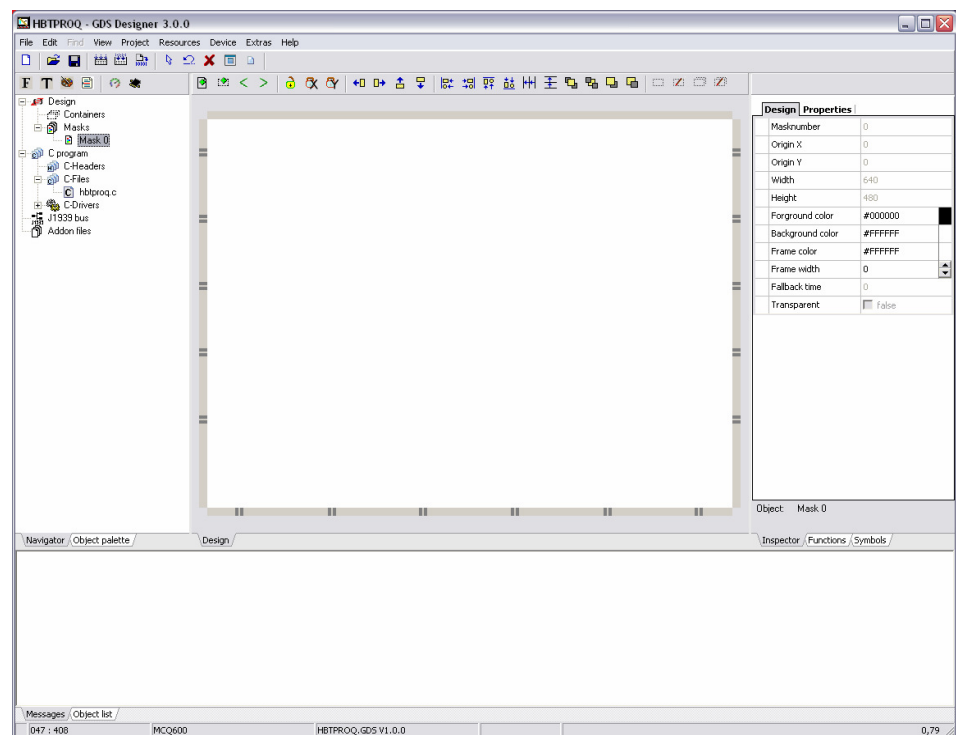 HBTPROQ - GDS Designer 3.0.0
File Edit Find View Project Resources Device Extras Help
F T
Design
Containers
Masks
Mask 0
C program
C-Headers
C-Files
hbtproq.c
C-Drivers
J1939 bus
Addon files
Navigator Object palette
Design
Design Properties
Masknumber 0
Origin X 0
Origin Y 0
Width 640
Height 480
Forground color #000000
Background color #FFFFFF
Frame color #FFFFFF
Frame width 0
Fallback time 0
Transparent false
Object: Mask 0
Inspector Functions Symbols
Messages Object list
047 : 408 MCQ600 HBTPROQ.GDS V1.0.0 0,79